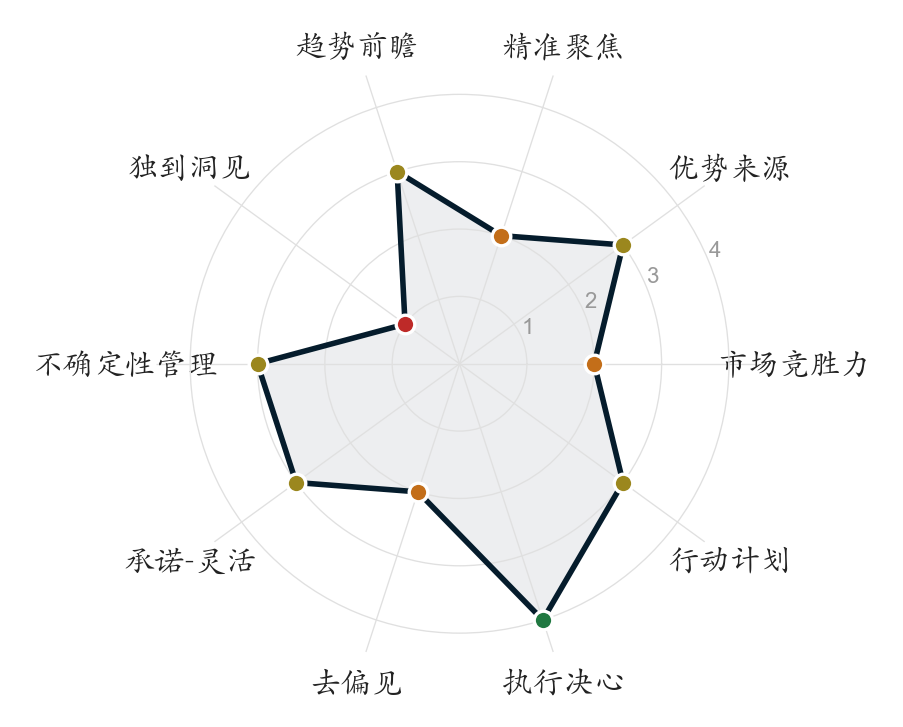 趋势前瞻
精准聚焦
独到洞见
优势来源
4
3
2
1
不确定性管理
市场竞胜力
承诺-灵活
行动计划
去偏见
执行决心